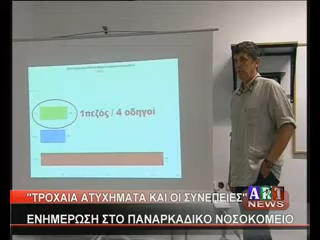 1πεζός / 4 οδηγοί
"ΤΡΟΧΑΙΑ ΑΤΥΧΗΜΑΤΑ ΚΑΙ ΟΙ ΣΥΝΕΠΕΙΕΣ"
ART
NEWS
ΕΝΗΜΕΡΩΣΗ ΣΤΟ ΠΑΝΑΡΚΑΔΙΚΟ ΝΟΣΟΚΟΜΕΙΟ